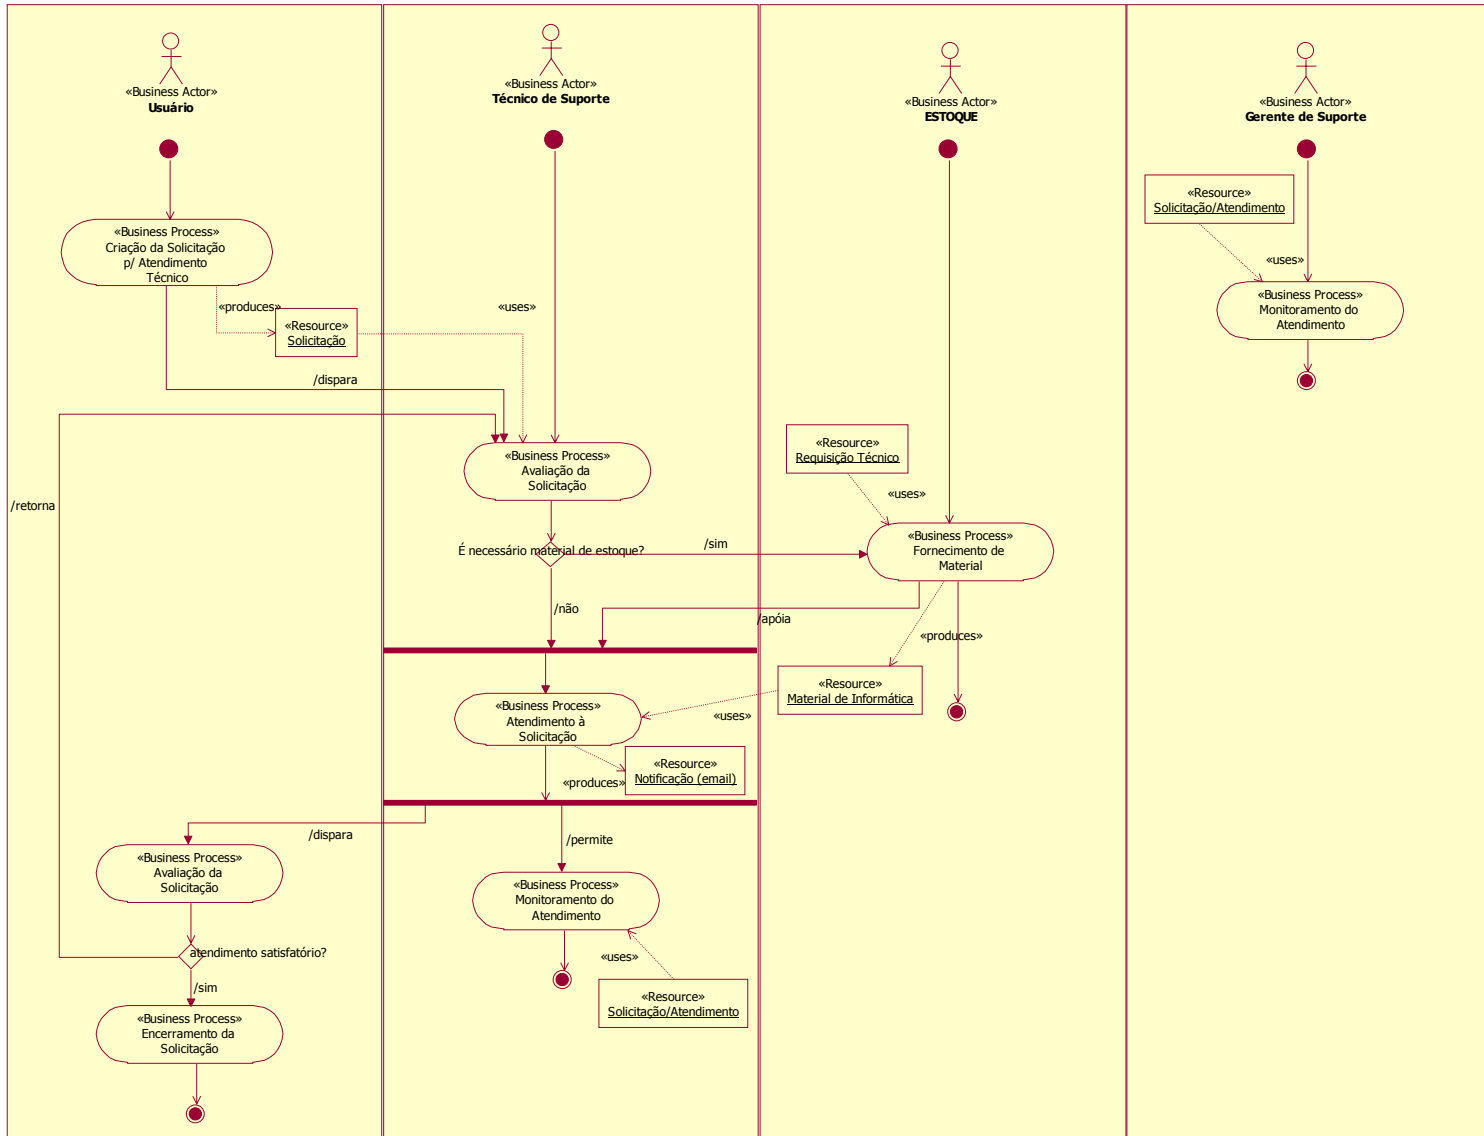 «Business Actor»
Usuário
«Business Process»
Criação da Solicitação
p/ Atendimento
Técnico
«produces»
«Resource»
Solicitação
/dispara
/retorna
«Business Process»
Avaliação da
Solicitação
atendimento satisfatório?
/sim
«Business Process»
Encerramento da
Solicitação
«Business Actor»
Técnico de Suporte
«uses»
«Business Process»
Avaliação da
Solicitação
É necessário material de estoque?
/sim
/não
«Business Process»
Atendimento à
Solicitação
«uses»
«Resource»
Notificação (email)
«produces»
/dispara
/permite
«Business Process»
Monitoramento do
Atendimento
«uses»
«Resource»
Solicitação/Atendimento
«Business Actor»
ESTOQUE
«Resource»
Requisição Técnico
«uses»
«Business Process»
Fornecimento de
Material
/apóia
«produces»
«Resource»
Material de Informática
«Business Actor»
Gerente de Suporte
«Resource»
Solicitação/Atendimento
«uses»
«Business Process»
Monitoramento do
Atendimento